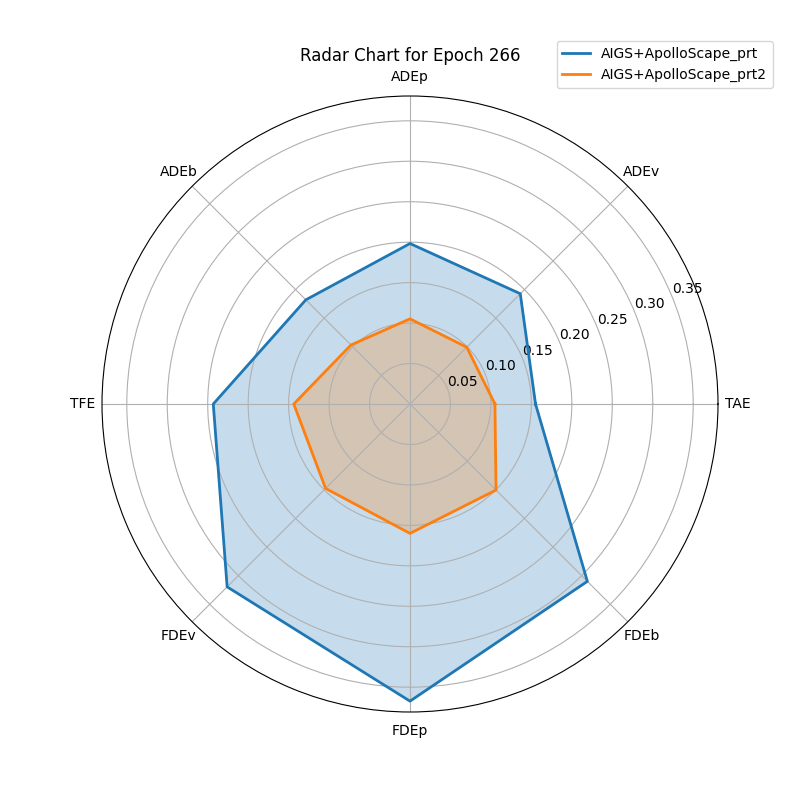 Radar Chart for Epoch 266
AIGS+ApolloScape_prt
AIGS+ApolloScape_prt2
ADEp
ADEb
ADEv
0.35
0.30
0.25
0.20
0.15
0.10
0.05
TFE
TAE
FDEv
FDEb
FDEp